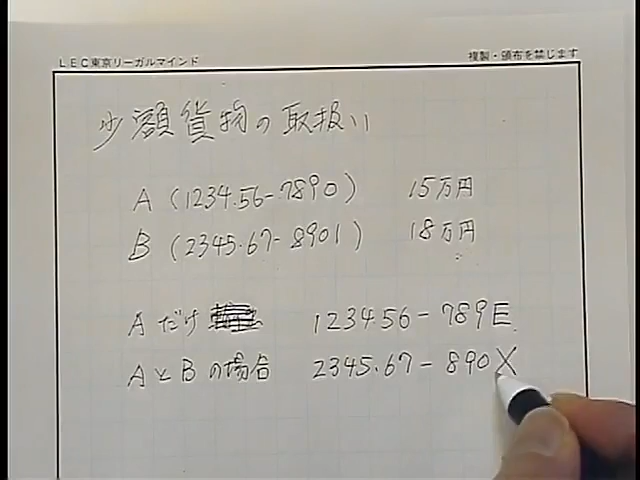 LEC東京リーガルマインド 複製・頒布を禁じます
少額貨物の取扱い
A (1234.56-7890) 15万円
B (2345.67-8901) 18万円
Aだけ 1234.56-789E
AとBの場合 2345.67-890X